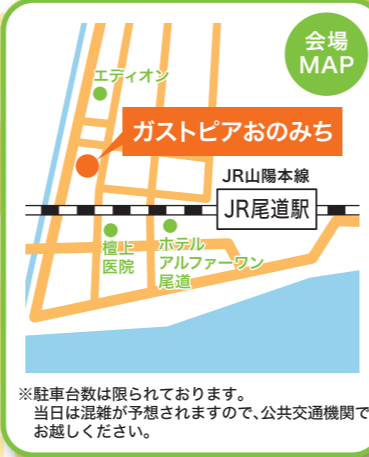 会場
MAP
エディオン
ガストピアおのみち
JR山陽本線
JR尾道駅
檀上
医院
ホテル
アルファーワン
尾道
※駐車台数は限られております。
当日は混雑が予想されますので、公共交通機関で
お越しください。